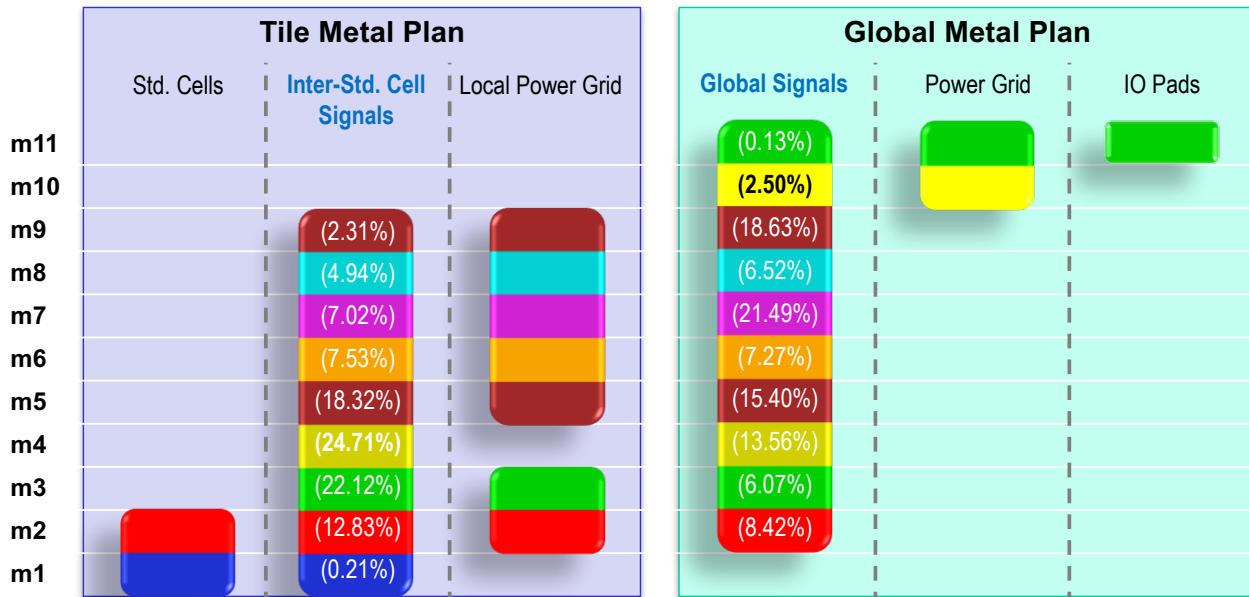 Tile Metal Plan
Global Metal Plan
Std. Cells
Inter-Std. Cell
Signals
Local Power Grid
Global Signals
Power Grid
IO Pads
m11
(0.13%)
m10
(2.50%)
m9
(2.31%)
(18.63%)
m8
(4.94%)
(6.52%)
m7
(7.02%)
(21.49%)
m6
(7.53%)
(7.27%)
m5
(18.32%)
(15.40%)
m4
(24.71%)
(13.56%)
m3
(22.12%)
(6.07%)
m2
(12.83%)
(8.42%)
m1
(0.21%)